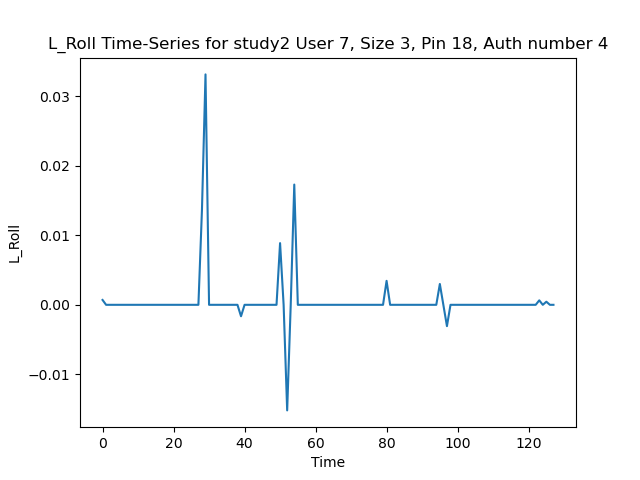 L_Roll Time-Series for study2 User 7, Size 3, Pin 18, Auth number 4
0.03
0.02
0.01
0.00
−0.01
L_Roll
0 20 40 60 80 100 120
Time